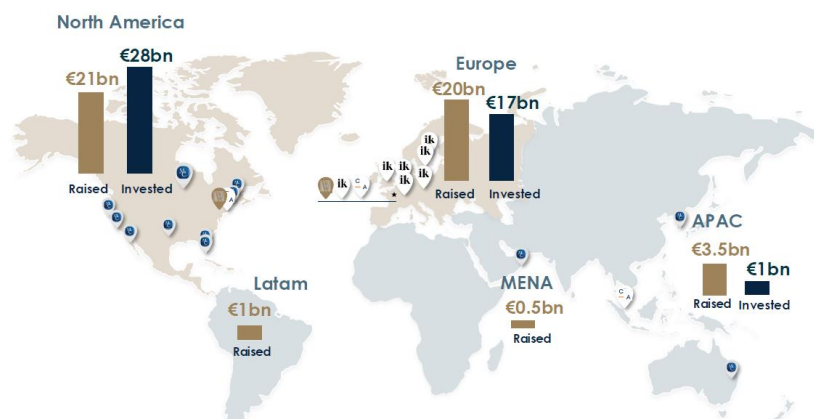 North America
€21bn
€28bn
Raised
Invested
Europe
€20bn
€17bn
Raised
Invested
ik
ik
ik
ik
ik
ik
ik
ik
C
A
A
APAC
€3.5bn
€1bn
Raised
Invested
C
A
Latam
€1bn
Raised
MENA
€0.5bn
Raised